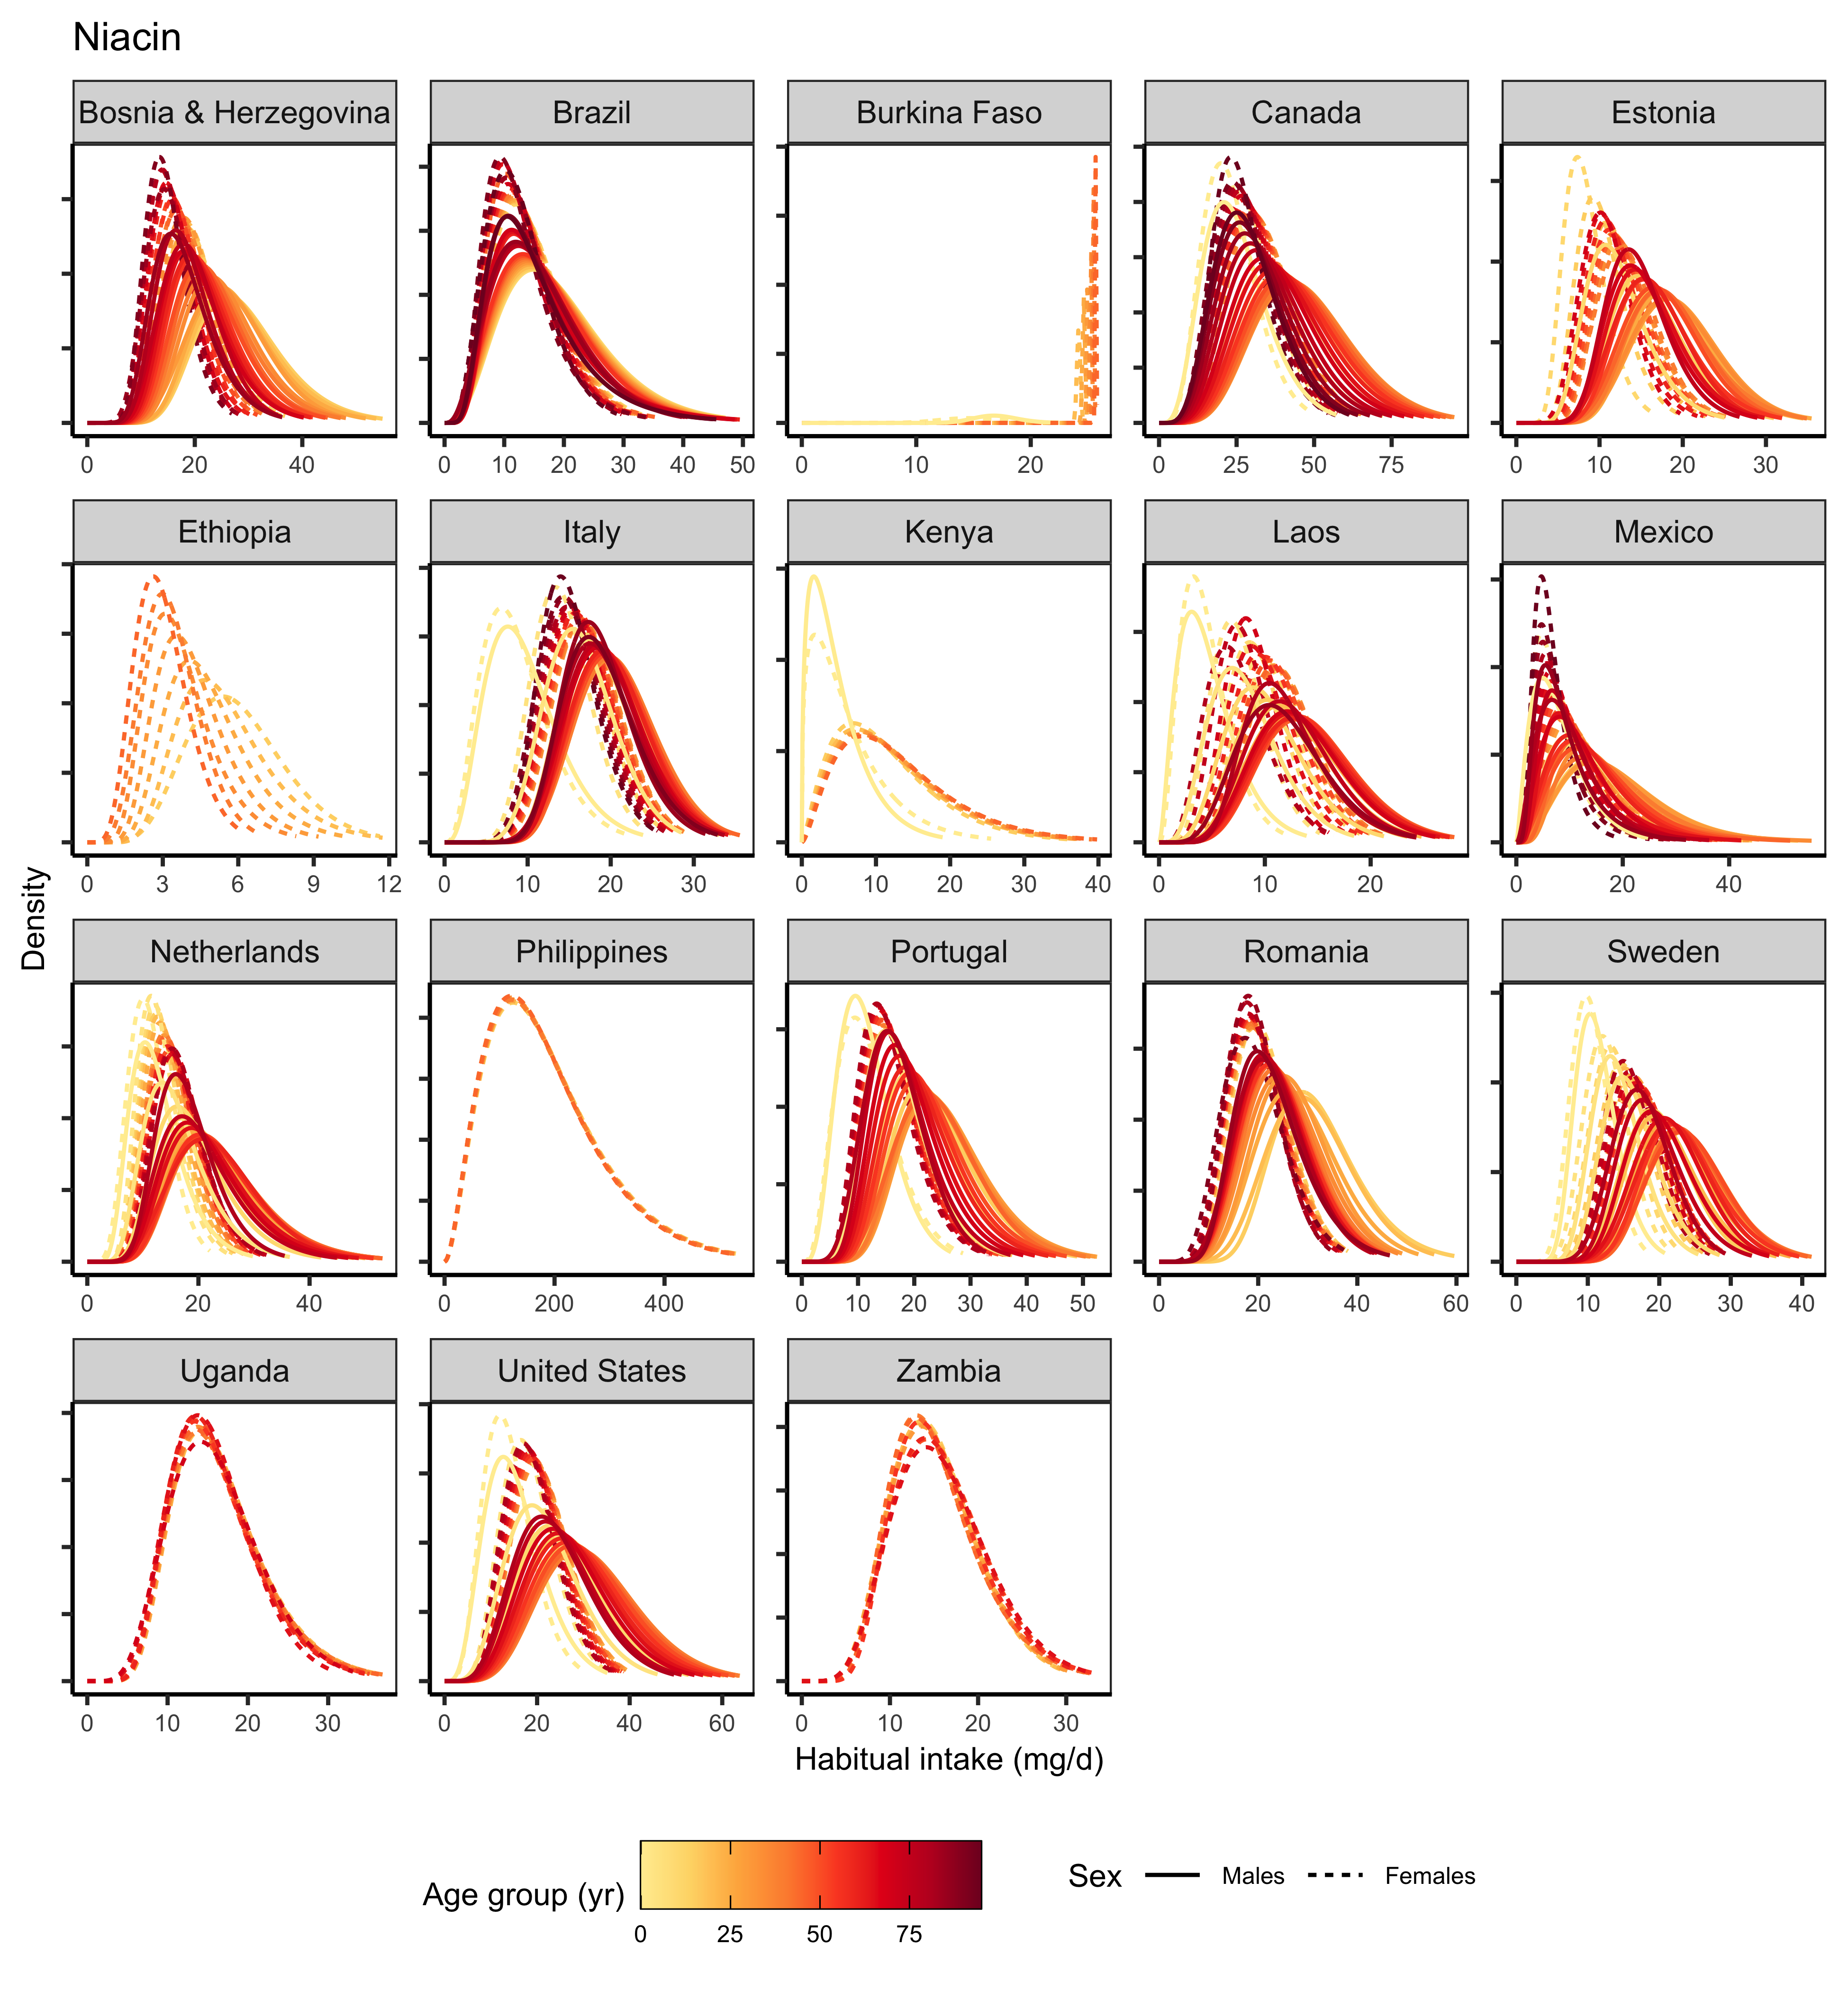 Niacin
Bosnia & Herzegovina
Brazil
Burkina Faso
Canada
Estonia
0 20 40
0 10 20 30 40 50
0 10 20
0 25 50 75
0 10 20 30
Ethiopia
Italy
Kenya
Laos
Mexico
0 3 6 9 12
0 10 20 30
0 10 20 30 40
0 10 20
0 20 40
Density
Netherlands
Philippines
Portugal
Romania
Sweden
0 20 40
0 200 400
0 10 20 30 40 50
0 20 40 60
0 10 20 30 40
Uganda
United States
Zambia
0 10 20 30
0 20 40 60
0 10 20 30
Habitual intake (mg/d)
Age group (yr)
0 25 50 75
Sex
Males
Females